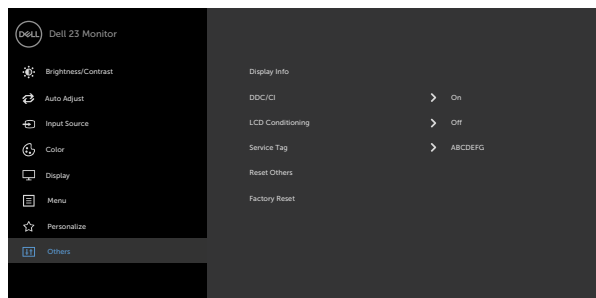 DELL Dell 23 Monitor
Brightness/Contrast Display Info
Auto Adjust DDC/CI On
Input Source LCD Conditioning Off
Color Service Tag ABCDEFG
Display Reset Others
Menu Factory Reset
Personalize
Others